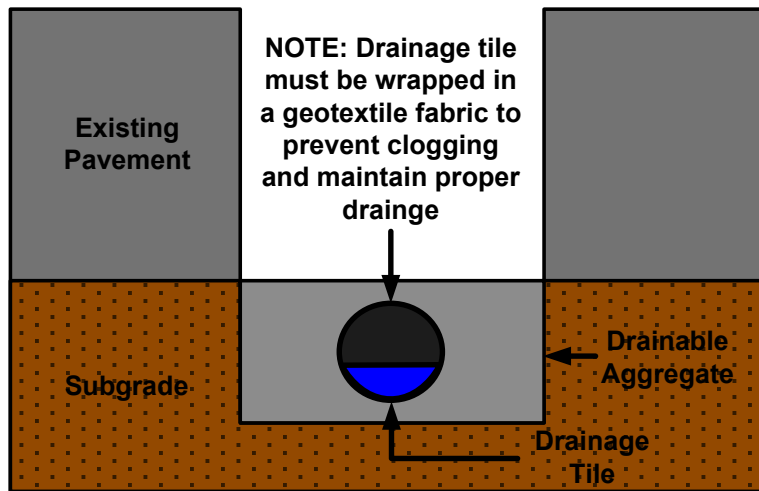 NOTE: Drainage tile
must be wrapped in
a geotextile fabric to
prevent clogging
and maintain proper
drainge
Existing
Pavement
Subgrade
Drainable
Aggregate
Drainage
Tile